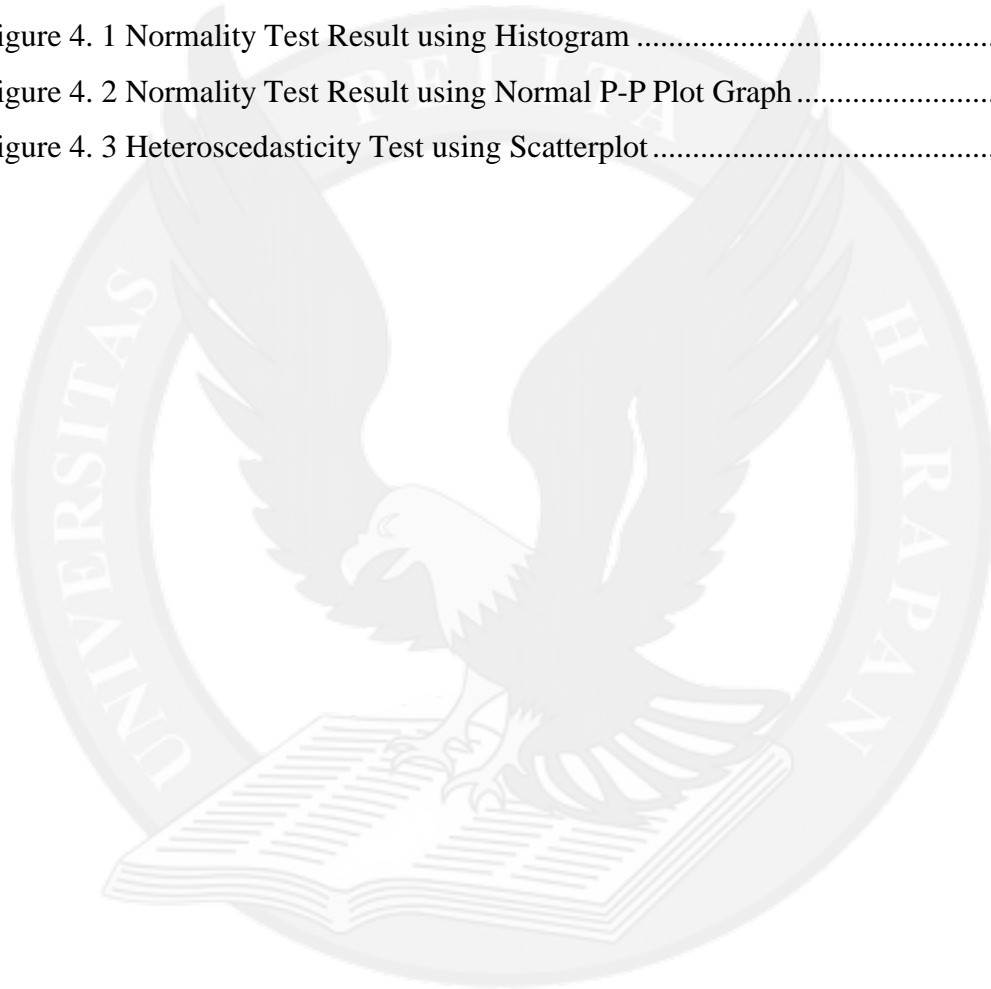 igure 4. 1 Normality Test Result using Histogram ..........................................
igure 4. 2 Normality Test Result using Normal P-P Plot Graph .........................
igure 4. 3 Heteroscedasticity Test using Scatterplot ..........................................
UNIVERSITAS PELITA HARAPAN